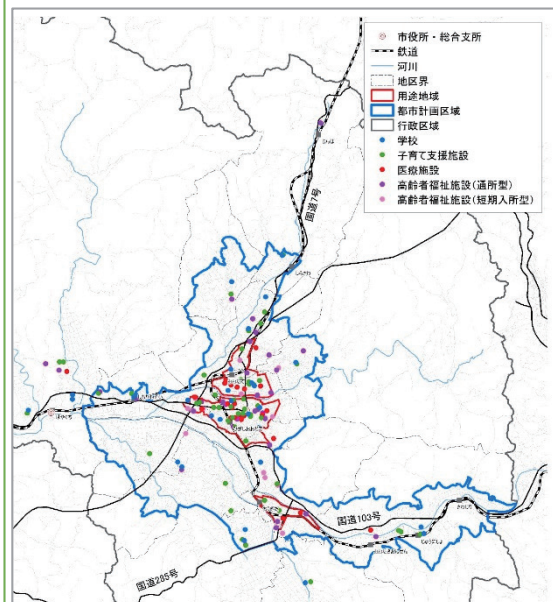 市役所・総合支所
鉄道
河川
地区界
用途地域
都市計画区域
行政区域
学校
子育て支援施設
医療施設
高齢者福祉施設(通所型)
高齢者福祉施設(短期入所型)
国道7号
国道103号
国道285号